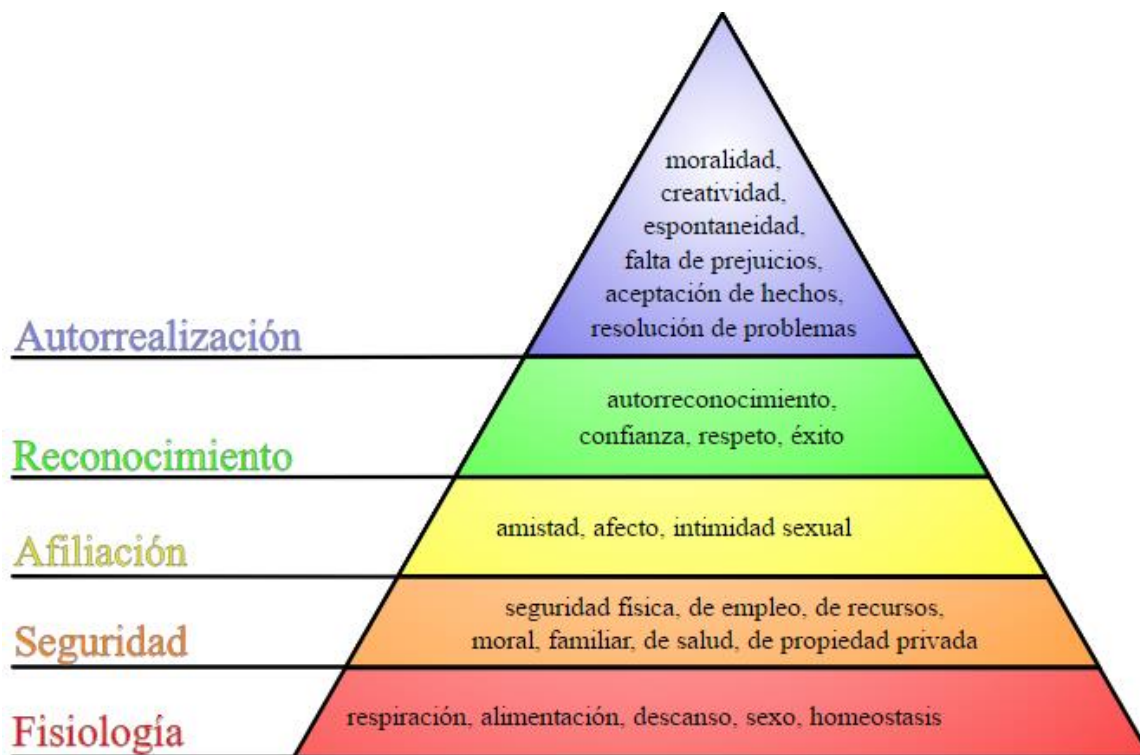 moralidad,
creatividad,
espontaneidad,
falta de prejuicios,
aceptación de hechos,
resolución de problemas
Autorrealización
autorreconocimiento,
confianza, respeto, éxito
Reconocimiento
amistad, afecto, intimidad sexual
Afiliación
seguridad física, de empleo, de recursos,
moral, familiar, de salud, de propiedad privada
Seguridad
respiración, alimentación, descanso, sexo, homeostasis
Fisiología